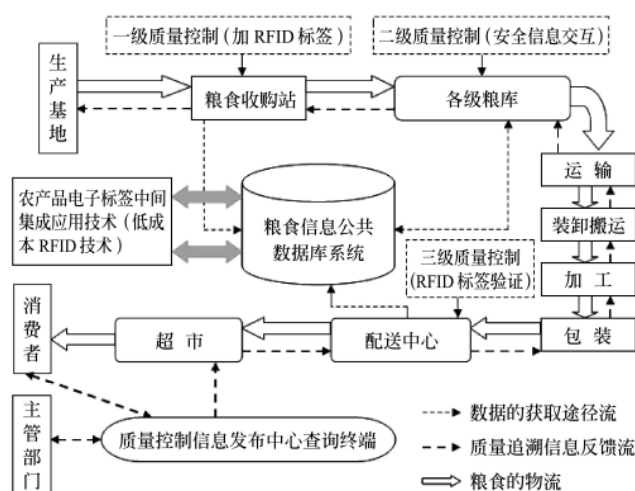 一级质量控制（加 RFID 标签）
二级质量控制（安全信息交互）
生产基地
粮食收购站
各级粮库
运输
农产品电子标签中间
集成应用技术（低成
本 RFID 技术）
粮食信息公共
数据库系统
装卸搬运
三级质量控制
（RFID 标签验证）
加工
消费者
超市
配送中心
包装
主管部门
质量控制信息发布中心查询终端
数据的获取途径流
质量追溯信息反馈流
粮食的物流